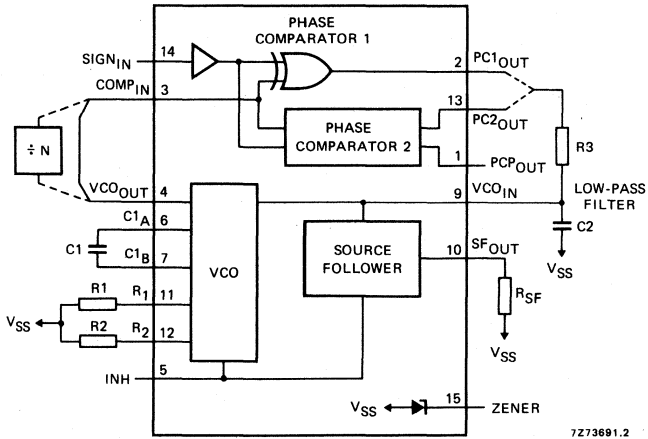 PHASE
COMPARATOR 1
SIGN_IN 14
COMP_IN 3
2 PC1_OUT
13 PC2_OUT
PHASE
COMPARATOR 2
1 PCP_OUT
÷ N
R3
VCO_OUT 4
9 VCO_IN
LOW-PASS
FILTER
C1_A 6
C1
C1_B 7
VCO
SOURCE
FOLLOWER
10 SF_OUT
C2
V_SS
R1 R_1 11
V_SS
R2 R_2 12
R_SF
V_SS
INH 5
V_SS 15 ZENER
7Z73691.2